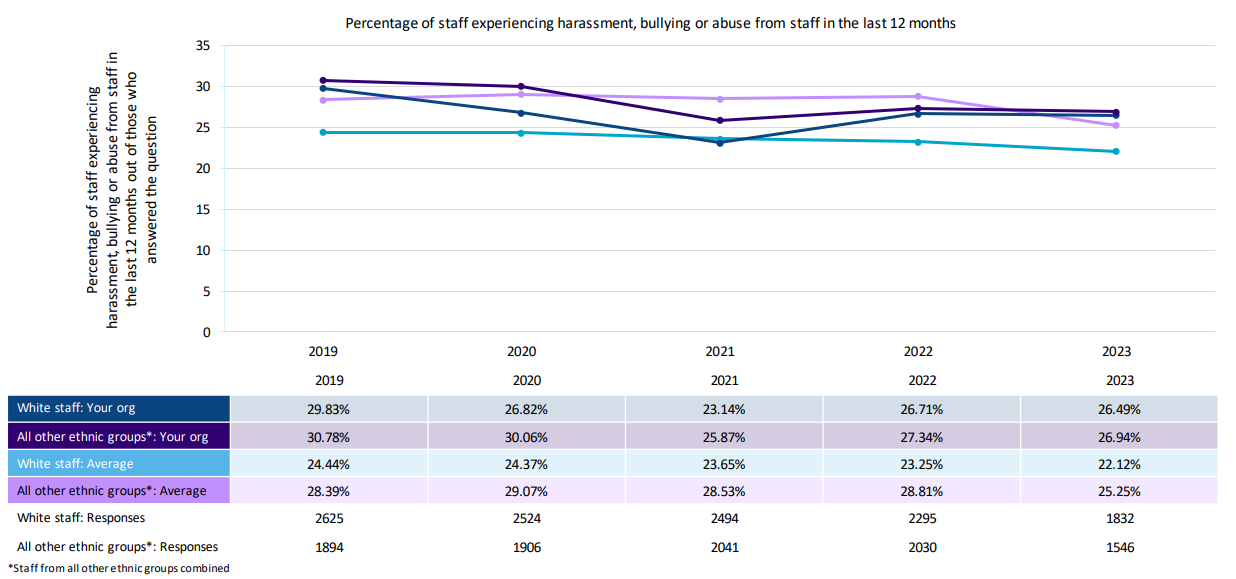 Percentage of staff experiencing harassment, bullying or abuse from staff in the last 12 months
Percentage of staff experiencing
harassment, bullying or abuse from staff in
the last 12 months out of those who
answered the question
35
30
25
20
15
10
5
0
2019 2020 2021 2022 2023
2019 2020 2021 2022 2023
White staff: Your org 29.83% 26.82% 23.14% 26.71% 26.49%
All other ethnic groups*: Your org 30.78% 30.06% 25.87% 27.34% 26.94%
White staff: Average 24.44% 24.37% 23.65% 23.25% 22.12%
All other ethnic groups*: Average 28.39% 29.07% 28.53% 28.81% 25.25%
White staff: Responses 2625 2524 2494 2295 1832
All other ethnic groups*: Responses 1894 1906 2041 2030 1546
*Staff from all other ethnic groups combined